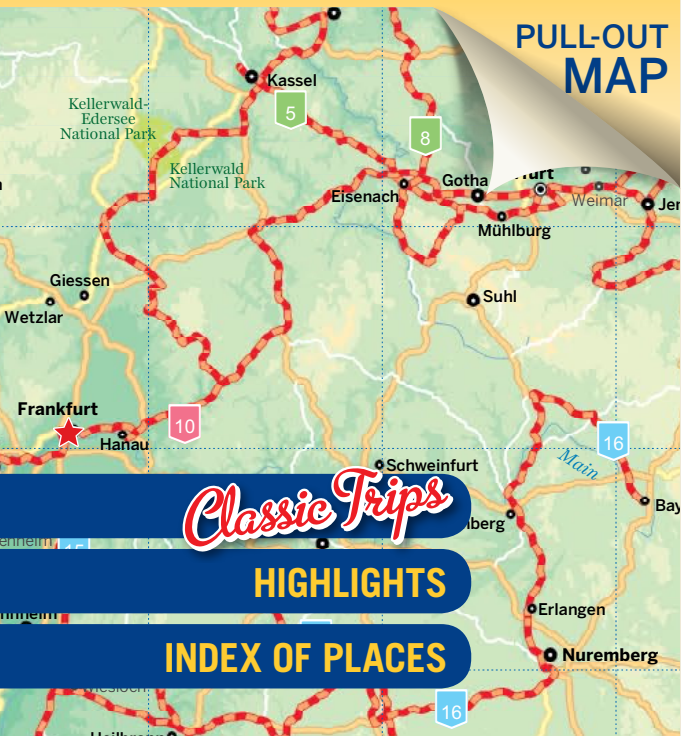 PULL-OUT
MAP
Kassel
5
Kellerwald-
Edersee
National Park
8
Kellerwald
National Park
Eisenach
Gotha
Weimar
Mühlburg
Giessen
Wetzlar
Suhl
Frankfurt
10
Hanau
16
Main
Schweinfurt
Classic Trips
HIGHLIGHTS
Erlangen
INDEX OF PLACES
Nuremberg
16